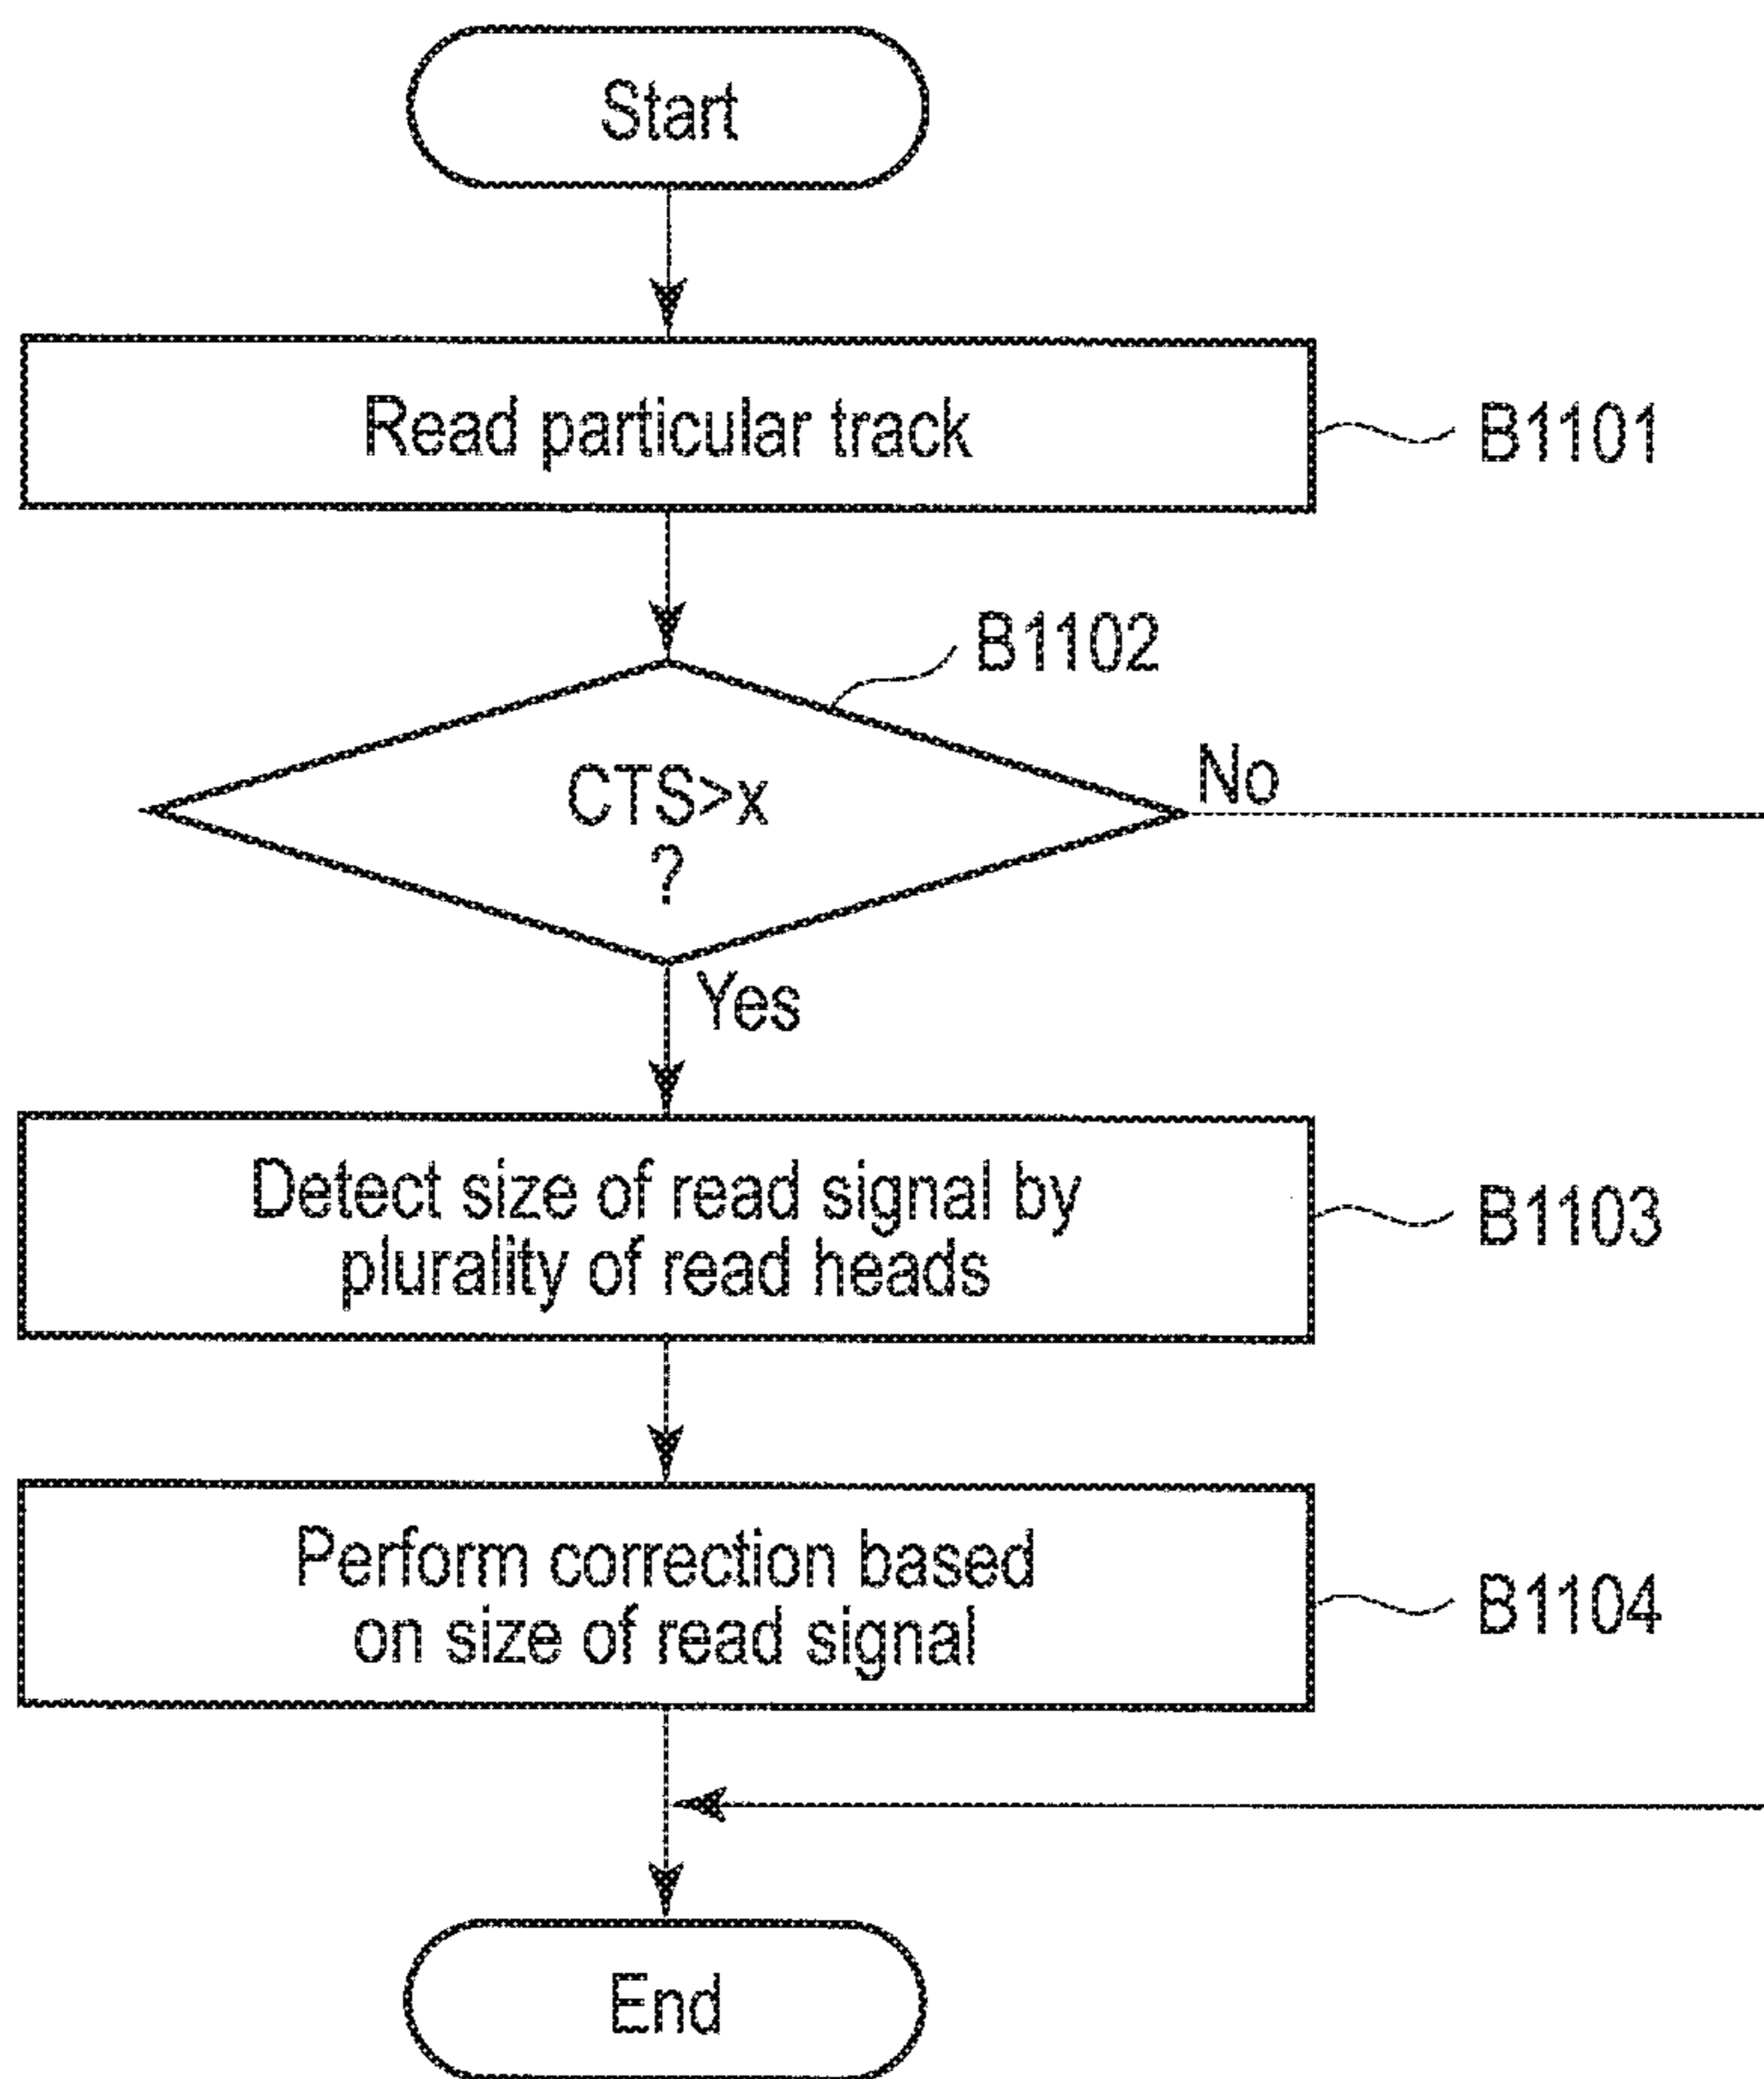 Start
Read particular track
B1101
B1102
CTS>x
?
No
Yes
Detect size of read signal by
plurality of read heads
B1103
Perform correction based
on size of read signal
B1104
End